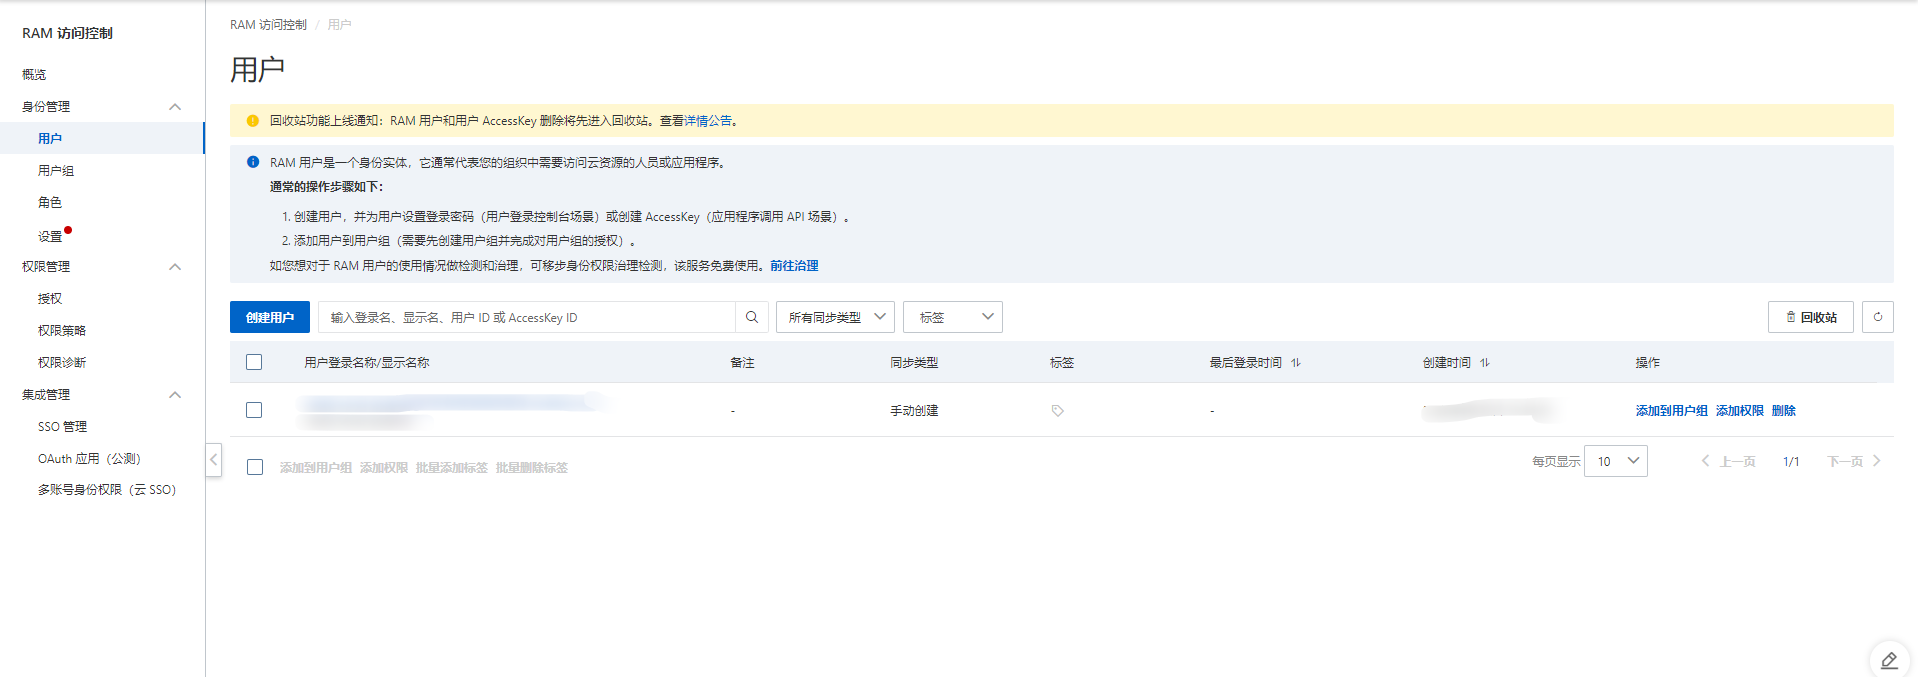 RAM 访问控制
概览
身份管理
用户
用户组
角色
设置
权限管理
授权
权限策略
权限诊断
集成管理
SSO 管理
OAuth 应用（公测）
多账号身份权限（云 SSO）
RAM 访问控制 / 用户
用户
回收站功能上线通知：RAM 用户和用户 AccessKey 删除将先进入回收站。查看详情公告。
RAM 用户是一个身份实体，它通常代表您的组织中需要访问云资源的人员或应用程序。
通常的操作步骤如下：
1. 创建用户，并为用户设置登录密码（用户登录控制台场景）或创建 AccessKey（应用程序调用 API 场景）。
2. 添加用户到用户组（需要先创建用户组并完成对用户组的授权）。
如您想对于 RAM 用户的使用情况做检测和治理，可移步身份权限治理检测，该服务免费使用。前往治理
创建用户 输入登录名、显示名、用户 ID 或 AccessKey ID 所有同步类型 标签 回收站
用户登录名称/显示名称 备注 同步类型 标签 最后登录时间 创建时间 操作
- 手动创建 - 添加到用户组 添加权限 删除
添加到用户组 添加权限 批量添加标签 批量删除标签 每页显示 10 上一页 1/1 下一页